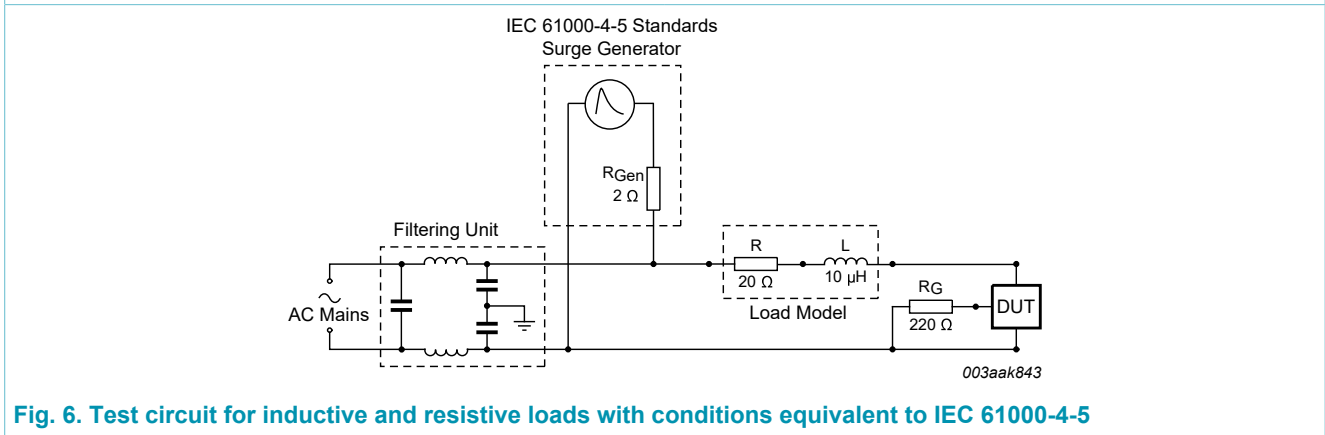 IEC 61000-4-5 Standards
Surge Generator
RGen
2 Ω
Filtering Unit
AC Mains
R
20 Ω
L
10 µH
Load Model
RG
220 Ω
DUT
003aak843
Fig. 6. Test circuit for inductive and resistive loads with conditions equivalent to IEC 61000-4-5